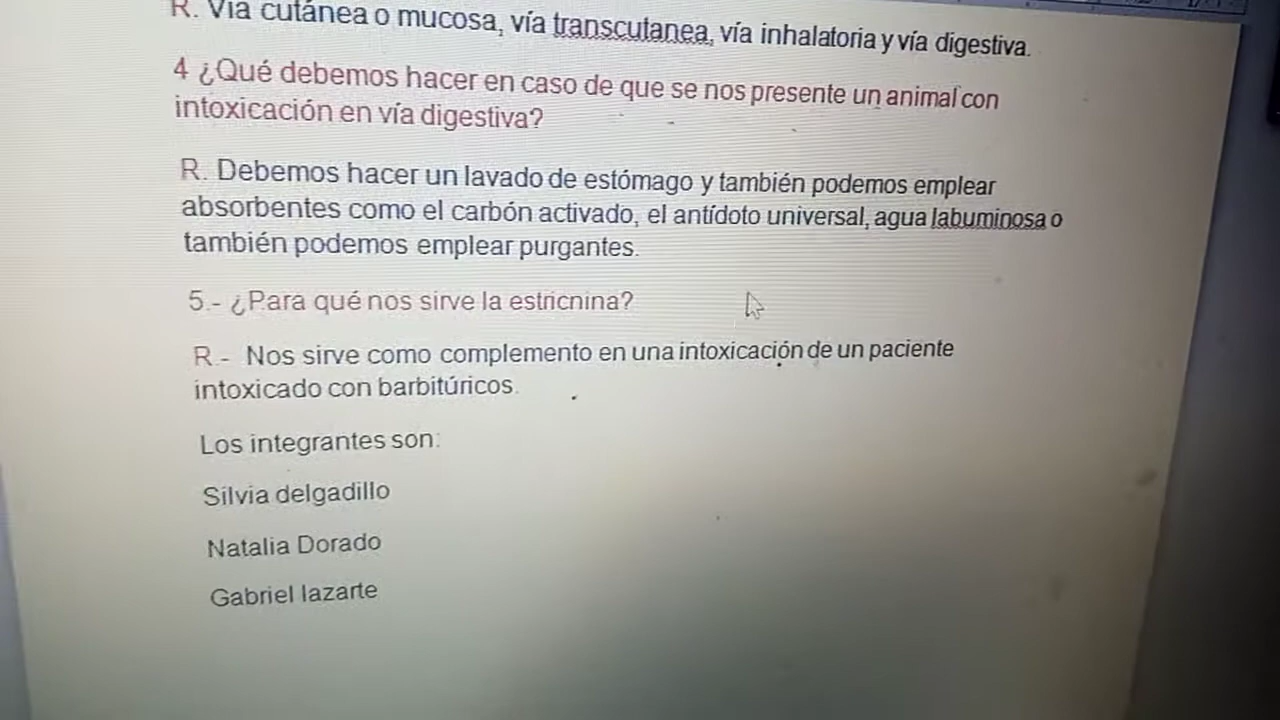 R. Vía cutánea o mucosa, vía transcutanea, vía inhalatoria y vía digestiva.
4 ¿Qué debemos hacer en caso de que se nos presente un animal con
intoxicación en vía digestiva?
R. Debemos hacer un lavado de estómago y también podemos emplear
absorbentes como el carbón activado, el antídoto universal, agua labuminosa o
también podemos emplear purgantes.
5.- ¿Para qué nos sirve la estricnina?
R.- Nos sirve como complemento en una intoxicación de un paciente
intoxicado con barbitúricos.
Los integrantes son:
Silvia delgadillo
Natalia Dorado
Gabriel lazarte